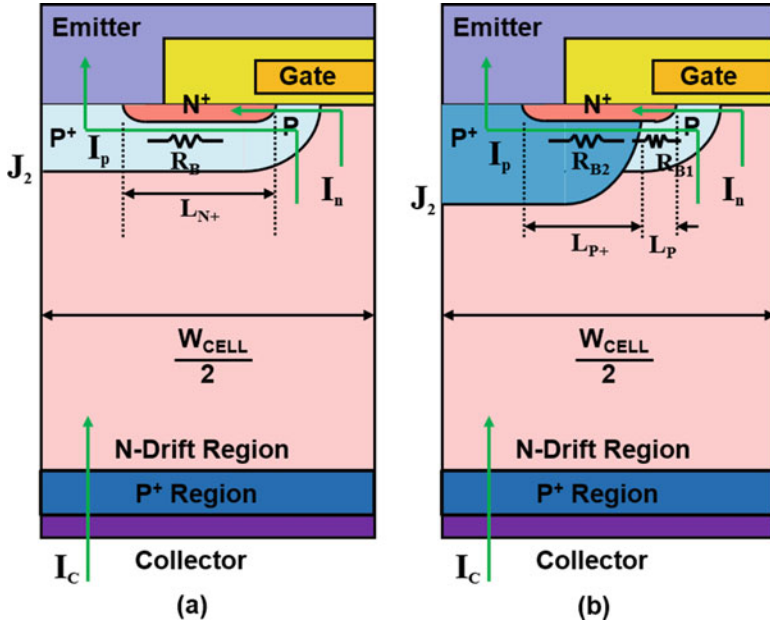 Emitter
Gate
N+
P+
P
Ip
RB
J2
In
LN+
WCELL
2
N-Drift Region
P+ Region
Collector
IC
(a)
Emitter
Gate
N+
P+
P
Ip
RB2
RB1
J2
In
LP+
LP
WCELL
2
N-Drift Region
P+ Region
Collector
IC
(b)